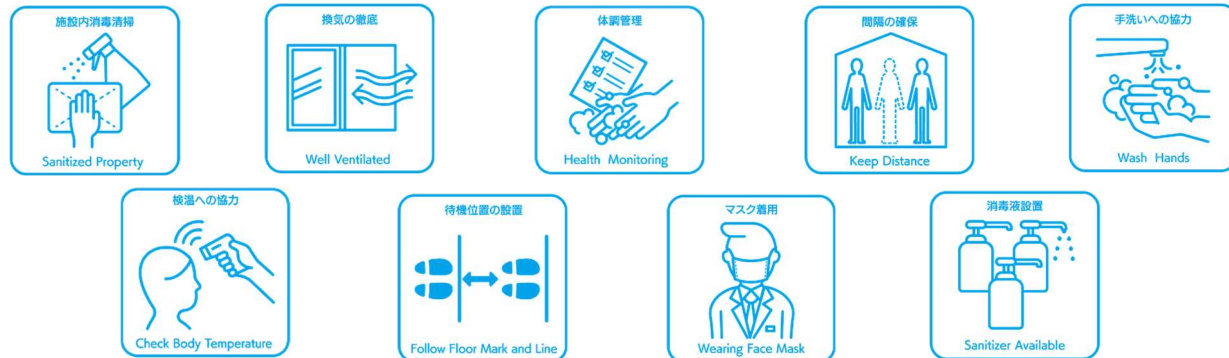 施設内消毒清掃
Sanitized Property
換気の徹底
Well Ventilated
体調管理
Health Monitoring
間隔の確保
Keep Distance
手洗いへの協力
Wash Hands
検温への協力
Check Body Temperature
待機位置の設置
Follow Floor Mark and Line
マスク着用
Wearing Face Mask
消毒液設置
Sanitizer Available